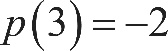 p(3) = −2